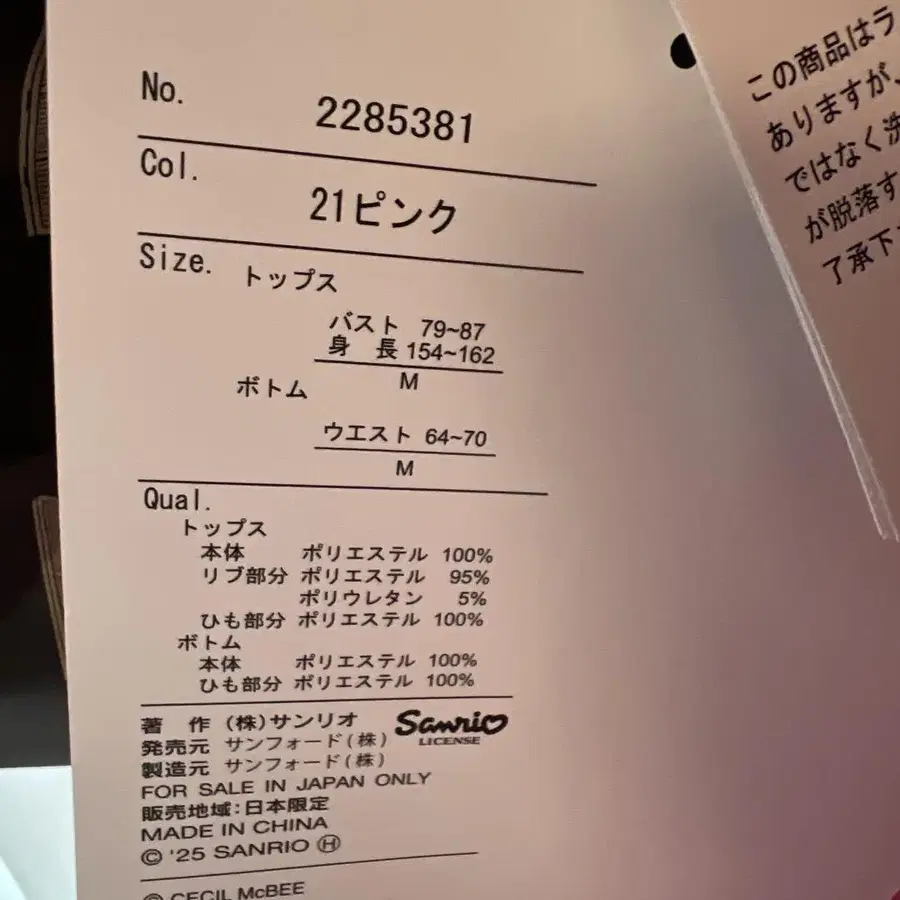 No. 2285381
Col. 21ピンク
Size. トップス
バスト 79~87
身 長 154~162
M
ボトム
ウエスト 64~70
M
Qual.
トップス
本体 ポリエステル 100%
リブ部分 ポリエステル 95%
ポリウレタン 5%
ひも部分 ポリエステル 100%
ボトム
本体 ポリエステル 100%
ひも部分 ポリエステル 100%
著 作 (株)サンリオ
Sanrio
LICENSE
発売元 サンフォード(株)
製造元 サンフォード(株)
FOR SALE IN JAPAN ONLY
販売地域:日本限定
MADE IN CHINA
© '25 SANRIO Ⓗ
© CECIL McBEE
この商品はラ
ありますが、
ではなく洗
が脱落す
了承下